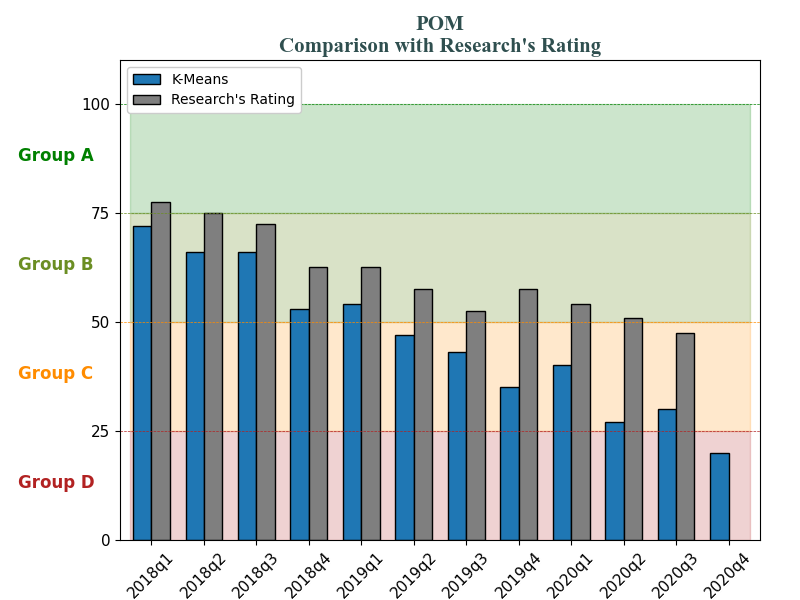 POM
Comparison with Research's Rating
K-Means
Research's Rating
100
Group A
75
Group B
50
Group C
25
Group D
0
2018q1
2018q2
2018q3
2018q4
2019q1
2019q2
2019q3
2019q4
2020q1
2020q2
2020q3
2020q4